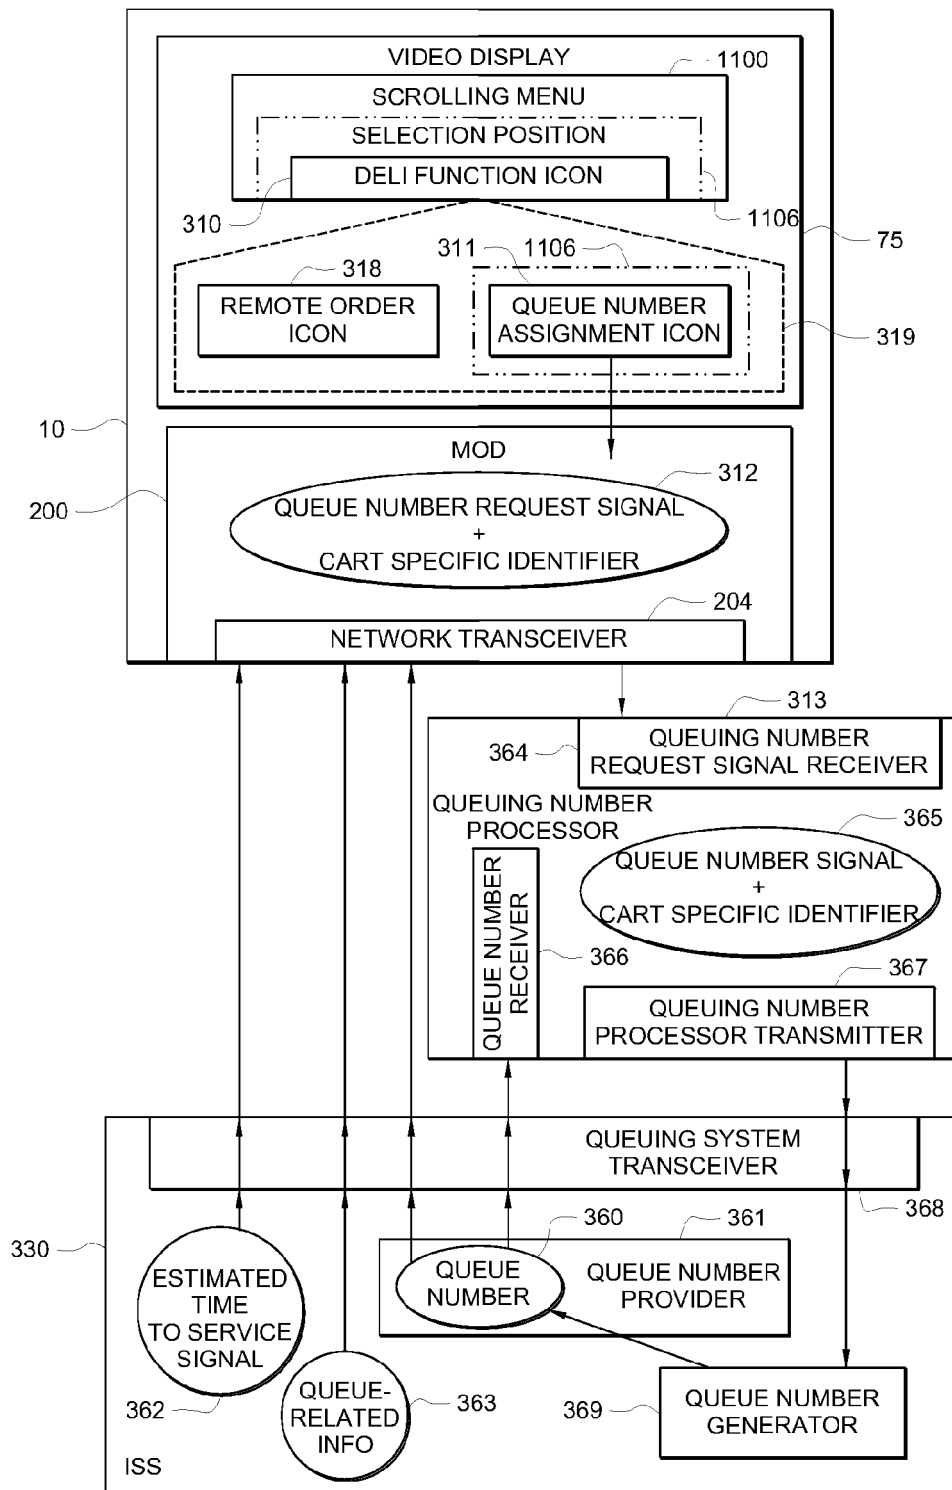 VIDEO DISPLAY
1100
SCROLLING MENU
SELECTION POSITION
DELI FUNCTION ICON
310
1106
75
318
311
1106
REMOTE ORDER
ICON
QUEUE NUMBER
ASSIGNMENT ICON
319
10
MOD
312
200
QUEUE NUMBER REQUEST SIGNAL
+
CART SPECIFIC IDENTIFIER
204
NETWORK TRANSCEIVER
313
364
QUEUING NUMBER
REQUEST SIGNAL RECEIVER
QUEUING NUMBER
PROCESSOR
365
QUEUE NUMBER SIGNAL
+
CART SPECIFIC IDENTIFIER
QUEUE NUMBER
RECEIVER
366
367
QUEUING NUMBER
PROCESSOR TRANSMITTER
QUEUING SYSTEM
TRANSCEIVER
368
360
361
330
ESTIMATED
TIME
TO SERVICE
SIGNAL
QUEUE
NUMBER
QUEUE NUMBER
PROVIDER
362
QUEUE-
RELATED
INFO
363
369
QUEUE NUMBER
GENERATOR
ISS